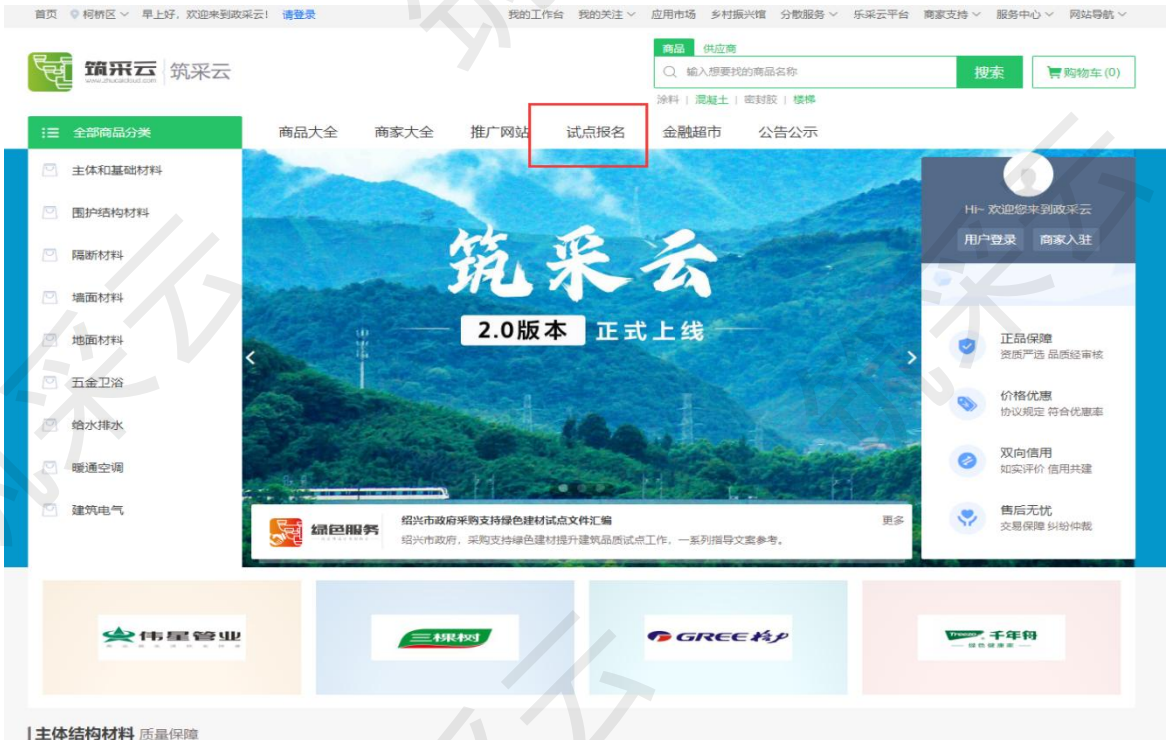 首页 柯桥区 早上好，欢迎来到政采云！ 请登录 我的工作台 我的关注 应用市场 乡村振兴馆 分散服务 乐采云平台 商家支持 服务中心 网站导航
商品 供应商
筑采云 筑采云
www.zhucaicloud.com
输入想要找的商品名称 搜索 购物车(0)
涂料 | 混凝土 | 密封胶 | 楼梯
全部商品分类 商品大全 商家大全 推广网站 试点报名 金融超市 公告公示
主体和基础材料
围护结构材料
隔断材料
墙面材料
地面材料
五金卫浴
给水排水
暖通空调
建筑电气
筑采云
2.0版本 正式上线
Hi~ 欢迎您来到政采云
用户登录 商家入驻
正品保障
资质严选 品质经审核
价格优惠
协议规定 符合优惠率
双向信用
如实评价 信用共建
售后无忧
交易保障 纠纷仲裁
绿色服务
绍兴市政府采购支持绿色建材试点文件汇编 更多
绍兴市政府，采购支持绿色建材提升建筑品质试点工作，一系列指导文案参考。
伟星管业 三棵树 GREE格力 Treezo 千年舟
绿色健康家
主体结构材料 质量保障
筑采云